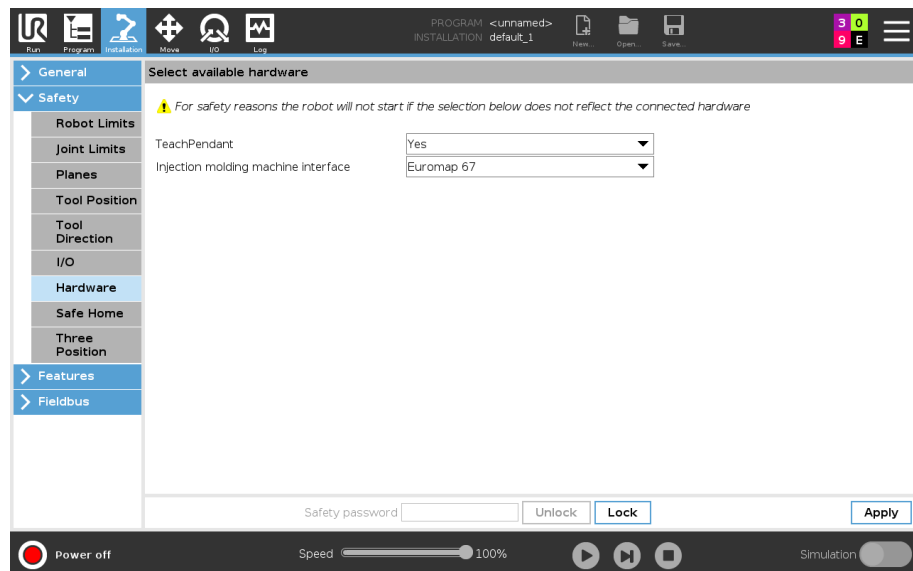 UR
PROGRAM <unnamed>
INSTALLATION default_1
3 0
9 E
Run Program Installation Move I/O Log New... Open... Save...
General
Select available hardware
Safety
For safety reasons the robot will not start if the selection below does not reflect the connected hardware
Robot Limits
Joint Limits
TeachPendant Yes
Injection molding machine interface Euromap 67
Planes
Tool Position
Tool
Direction
I/O
Hardware
Safe Home
Three
Position
Features
Fieldbus
Safety password Unlock Lock Apply
Power off Speed 100% Simulation